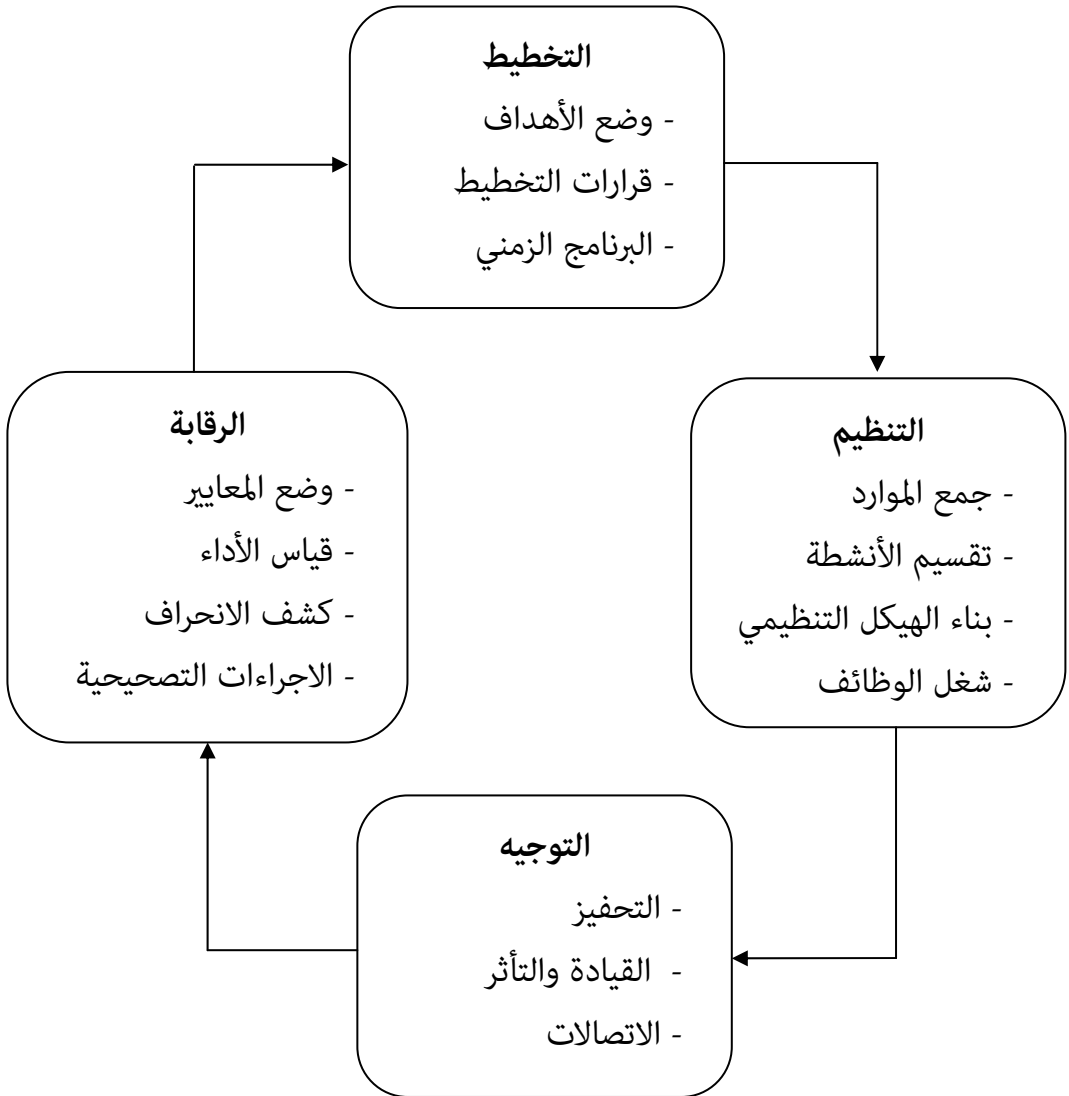 التخطيط
- وضع الأهداف
- قرارات التخطيط
- البرنامج الزمني
التنظيم
- جمع الموارد
- تقسيم الأنشطة
- بناء الهيكل التنظيمي
- شغل الوظائف
التوجيه
- التحفيز
- القيادة والتأثر
- الاتصالات
الرقابة
- وضع المعايير
- قياس الأداء
- كشف الانحراف
- الاجراءات التصحيحية